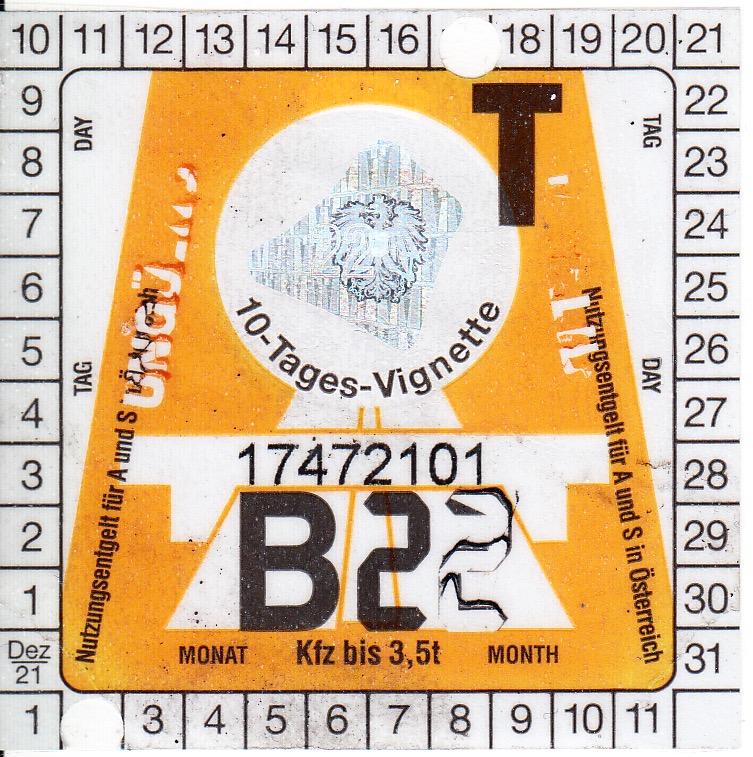 10 11 12 13 14 15 16 18 19 20 21
9 22
8 23
7 24
6 25
5 26
4 27
3 28
2 29
1 30
Dez
21
31
1 3 4 5 6 7 8 9 10 11
DAY
TAG
T
TAG
DAY
10-Tages-Vignette
17472101
B22
MONAT Kfz bis 3,5t MONTH
Nutzungsentgelt für A und S
Nutzungsentgelt für A und S in Österreich